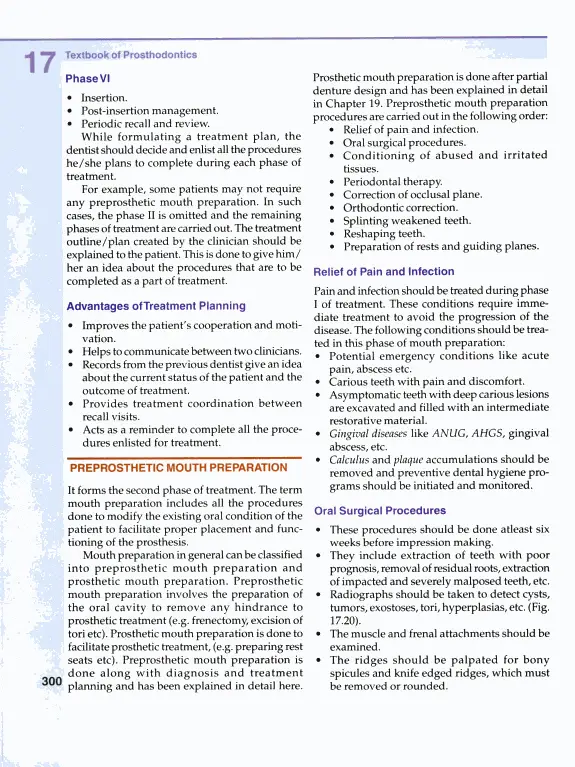 17
Textbook of Prosthodontics
Phase VI
• Insertion.
• Post-insertion management.
• Periodic recall and review.
While formulating a treatment plan, the
dentist should decide and enlist all the procedures
he/she plans to complete during each phase of
treatment.
For example, some patients may not require
any preprosthetic mouth preparation. In such
cases, the phase II is omitted and the remaining
phases of treatment are carried out. The treatment
outline/plan created by the clinician should be
explained to the patient. This is done to give him/
her an idea about the procedures that are to be
completed as a part of treatment.
Advantages of Treatment Planning
• Improves the patient's cooperation and moti-
vation.
• Helps to communicate between two clinicians.
• Records from the previous dentist give an idea
about the current status of the patient and the
outcome of treatment.
• Provides treatment coordination between
recall visits.
• Acts as a reminder to complete all the proce-
dures enlisted for treatment.
PREPROSTHETIC MOUTH PREPARATION
It forms the second phase of treatment. The term
mouth preparation includes all the procedures
done to modify the existing oral condition of the
patient to facilitate proper placement and func-
tioning of the prosthesis.
Mouth preparation in general can be classified
into preprosthetic mouth preparation and
prosthetic mouth preparation. Preprosthetic
mouth preparation involves the preparation of
the oral cavity to remove any hindrance to
prosthetic treatment (e.g. frenectomy, excision of
tori etc). Prosthetic mouth preparation is done to
facilitate prosthetic treatment, (e.g. preparing rest
seats etc). Preprosthetic mouth preparation is
done along with diagnosis and treatment
planning and has been explained in detail here.
300
Prosthetic mouth preparation is done after partial
denture design and has been explained in detail
in Chapter 19. Preprosthetic mouth preparation
procedures are carried out in the following order:
• Relief of pain and infection.
• Oral surgical procedures.
• Conditioning of abused and irritated
tissues.
• Periodontal therapy.
• Correction of occlusal plane.
• Orthodontic correction.
• Splinting weakened teeth.
• Reshaping teeth.
• Preparation of rests and guiding planes.
Relief of Pain and Infection
Pain and infection should be treated during phase
I of treatment. These conditions require imme-
diate treatment to avoid the progression of the
disease. The following conditions should be trea-
ted in this phase of mouth preparation:
• Potential emergency conditions like acute
pain, abscess etc.
• Carious teeth with pain and discomfort.
• Asymptomatic teeth with deep carious lesions
are excavated and filled with an intermediate
restorative material.
• Gingival diseases like ANUG, AHGS, gingival
abscess, etc.
• Calculus and plaque accumulations should be
removed and preventive dental hygiene pro-
grams should be initiated and monitored.
Oral Surgical Procedures
• These procedures should be done atleast six
weeks before impression making.
• They include extraction of teeth with poor
prognosis, removal of residual roots, extraction
of impacted and severely malposed teeth, etc.
• Radiographs should be taken to detect cysts,
tumors, exostoses, tori, hyperplasias, etc. (Fig.
17.20).
• The muscle and frenal attachments should be
examined.
• The ridges should be palpated for bony
spicules and knife edged ridges, which must
be removed or rounded.